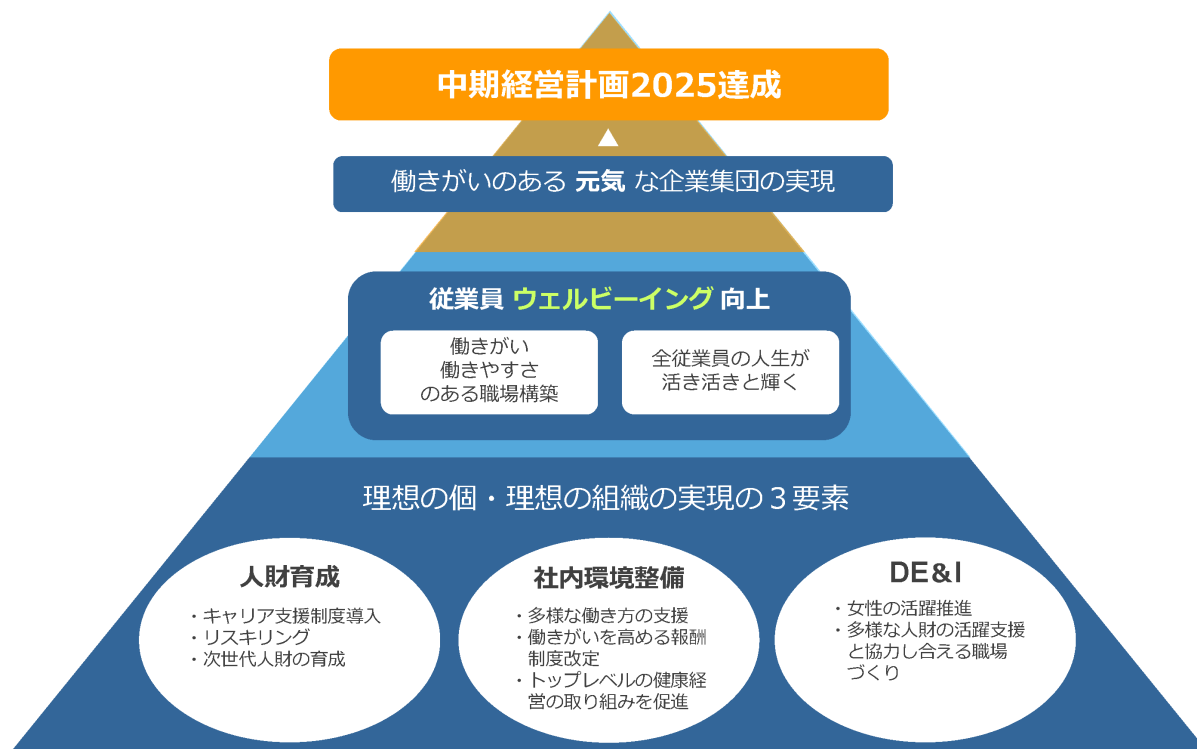 中期経営計画2025達成
働きがいのある 元気 な企業集団の実現
従業員 ウェルビーイング 向上
働きがい
働きやすさ
のある職場構築
全従業員の人生が
活き活きと輝く
理想の個・理想の組織の実現の３要素
人財育成
・キャリア支援制度導入
・リスキリング
・次世代人財の育成
社内環境整備
・多様な働き方の支援
・働きがいを高める報酬
制度改定
・トップレベルの健康経
営の取り組みを促進
DE&I
・女性の活躍推進
・多様な人財の活躍支援
と協力し合える職場
づくり